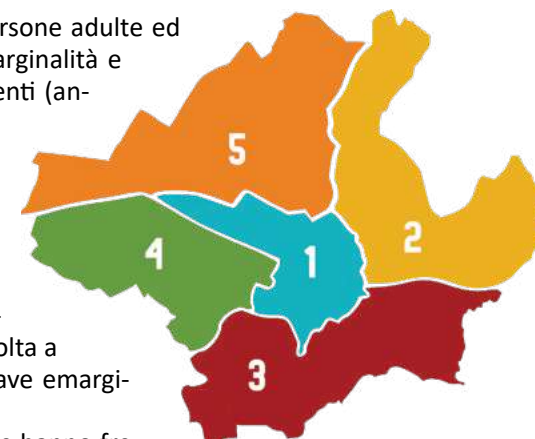 rsone adulte ed
arginalità e
enti (an-
5
4
1
2
3
-
olta a
ave emargi-